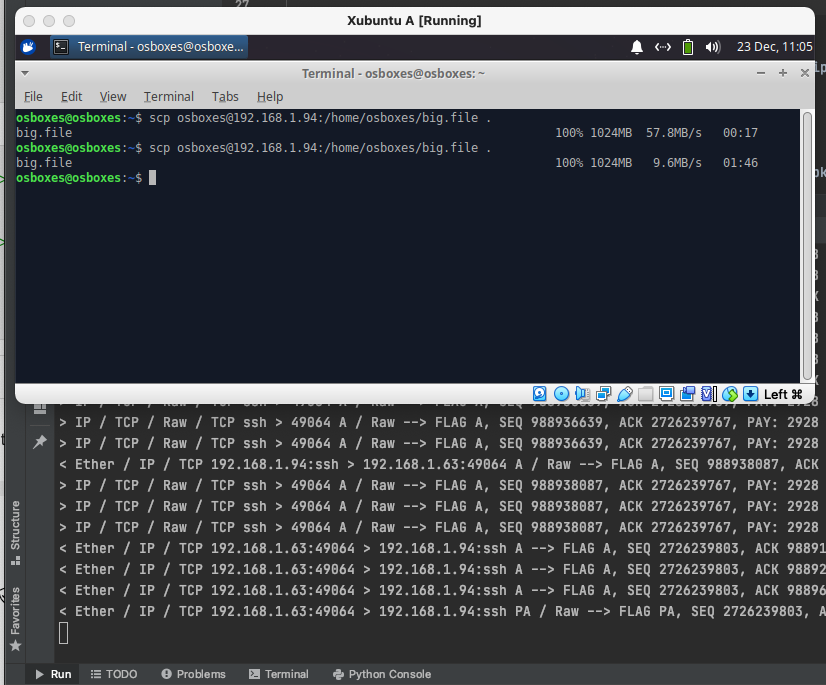 27
Xubuntu A [Running]
Terminal - osboxes@osboxe...
23 Dec, 11:05
Terminal - osboxes@osboxes: ~
File Edit View Terminal Tabs Help
osboxes@osboxes:~$ scp osboxes@192.168.1.94:/home/osboxes/big.file .
big.file 100% 1024MB 57.8MB/s 00:17
osboxes@osboxes:~$ scp osboxes@192.168.1.94:/home/osboxes/big.file .
big.file 100% 1024MB 9.6MB/s 01:46
osboxes@osboxes:~$
Left ⌘
> IP / TCP / Raw / TCP ssh > 49064 A / Raw --> FLAG A, SEQ 988936639, ACK 2726239767, PAY: 2928
> IP / TCP / Raw / TCP ssh > 49064 A / Raw --> FLAG A, SEQ 988936639, ACK 2726239767, PAY: 2928
< Ether / IP / TCP 192.168.1.94:ssh > 192.168.1.63:49064 A / Raw --> FLAG A, SEQ 988938087, ACK
> IP / TCP / Raw / TCP ssh > 49064 A / Raw --> FLAG A, SEQ 988938087, ACK 2726239767, PAY: 2928
> IP / TCP / Raw / TCP ssh > 49064 A / Raw --> FLAG A, SEQ 988938087, ACK 2726239767, PAY: 2928
> IP / TCP / Raw / TCP ssh > 49064 A / Raw --> FLAG A, SEQ 988938087, ACK 2726239767, PAY: 2928
< Ether / IP / TCP 192.168.1.63:49064 > 192.168.1.94:ssh A --> FLAG A, SEQ 2726239803, ACK 98891
< Ether / IP / TCP 192.168.1.63:49064 > 192.168.1.94:ssh A --> FLAG A, SEQ 2726239803, ACK 98892
< Ether / IP / TCP 192.168.1.63:49064 > 192.168.1.94:ssh A --> FLAG A, SEQ 2726239803, ACK 98896
< Ether / IP / TCP 192.168.1.63:49064 > 192.168.1.94:ssh PA / Raw --> FLAG PA, SEQ 2726239803, A
Structure
Favorites
Run TODO Problems Terminal Python Console